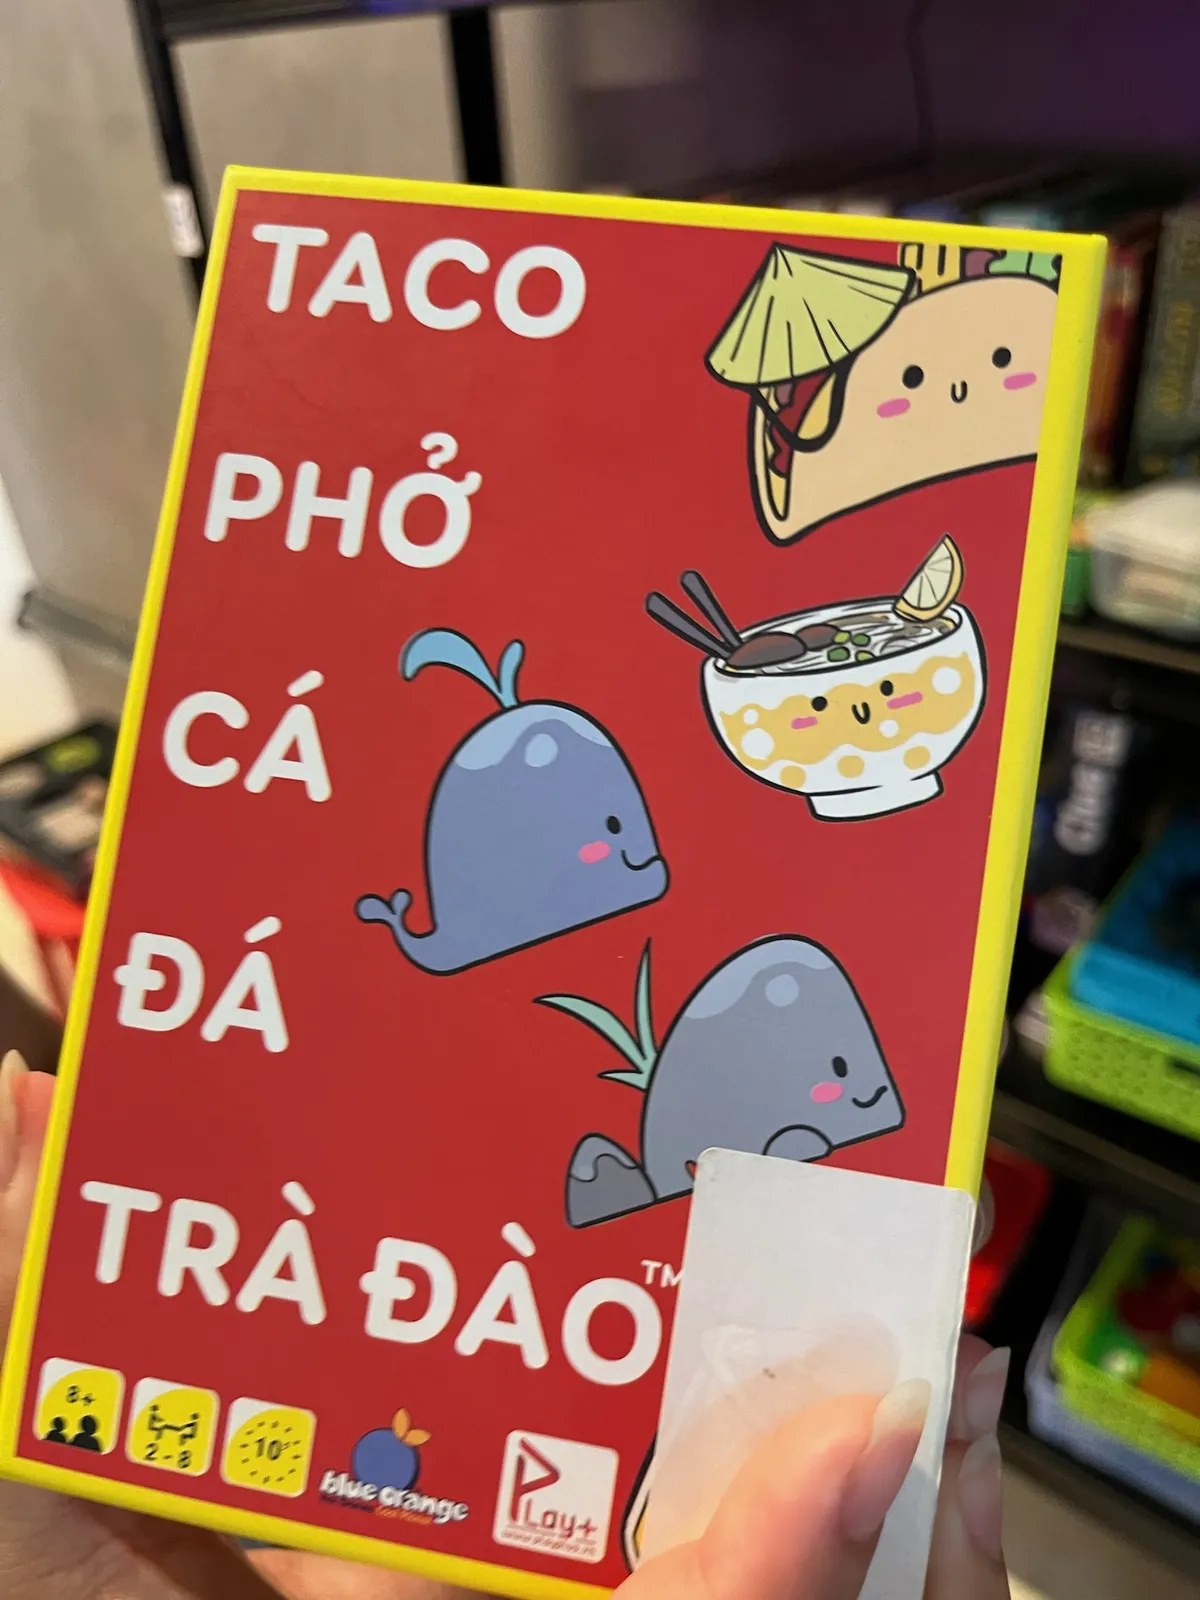 TACO
PHỞ
CÁ
ĐÁ
TRÀ ĐÀO™
8+
2 - 8
10'
blue orange
PLay+